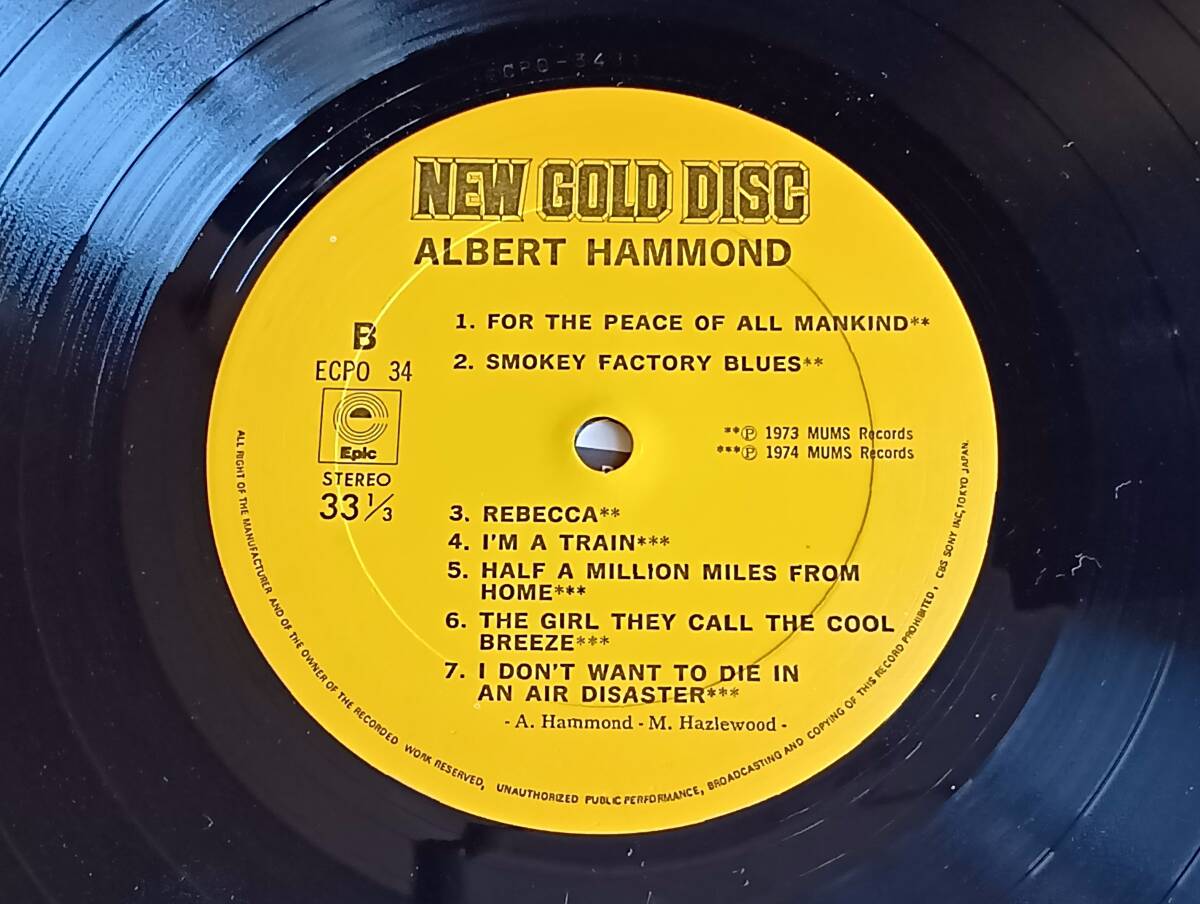 NEW GOLD DISC
ALBERT HAMMOND
1. FOR THE PEACE OF ALL MANKIND**
2. SMOKEY FACTORY BLUES**
B
ECPO 34
Epic
STEREO
33 1/3
**Ⓟ 1973 MUMS Records
***Ⓟ 1974 MUMS Records
3. REBECCA**
4. I'M A TRAIN***
5. HALF A MILLION MILES FROM
HOME***
6. THE GIRL THEY CALL THE COOL
BREEZE***
7. I DON'T WANT TO DIE IN
AN AIR DISASTER***
- A. Hammond - M. Hazlewood -
ALL RIGHT OF THE MANUFACTURER AND OF THE OWNER OF THE RECORDED WORK RESERVED, UNAUTHORIZED PUBLIC PERFORMANCE, BROADCASTING AND COPYING OF THIS RECORD PROHIBITED, CBS SONY INC, TOKYO JAPAN.